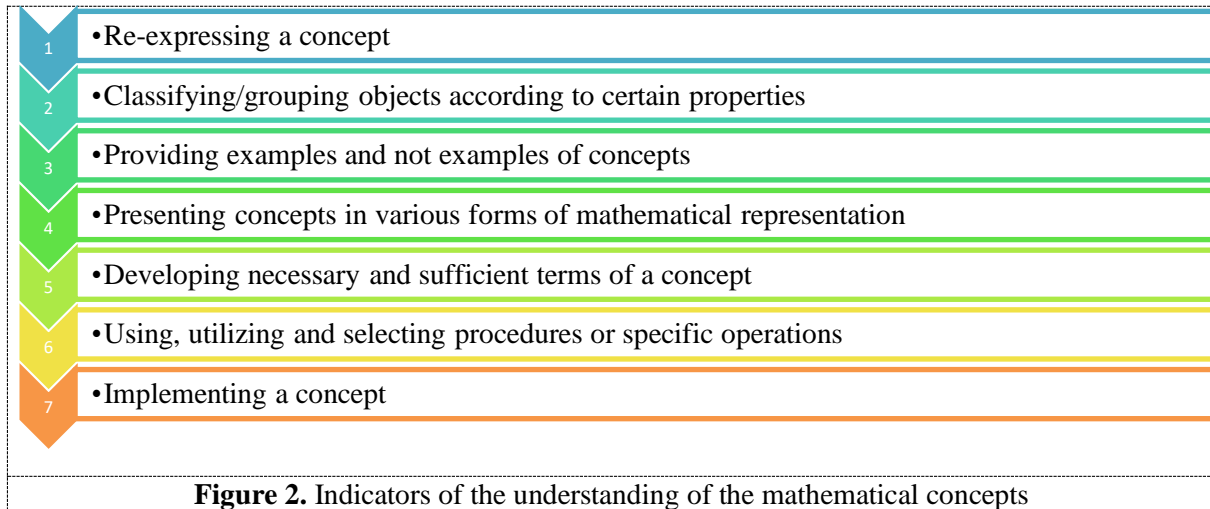 1 •Re-expressing a concept
2 •Classifying/grouping objects according to certain properties
3 •Providing examples and not examples of concepts
4 •Presenting concepts in various forms of mathematical representation
5 •Developing necessary and sufficient terms of a concept
6 •Using, utilizing and selecting procedures or specific operations
7 •Implementing a concept
Figure 2. Indicators of the understanding of the mathematical concepts